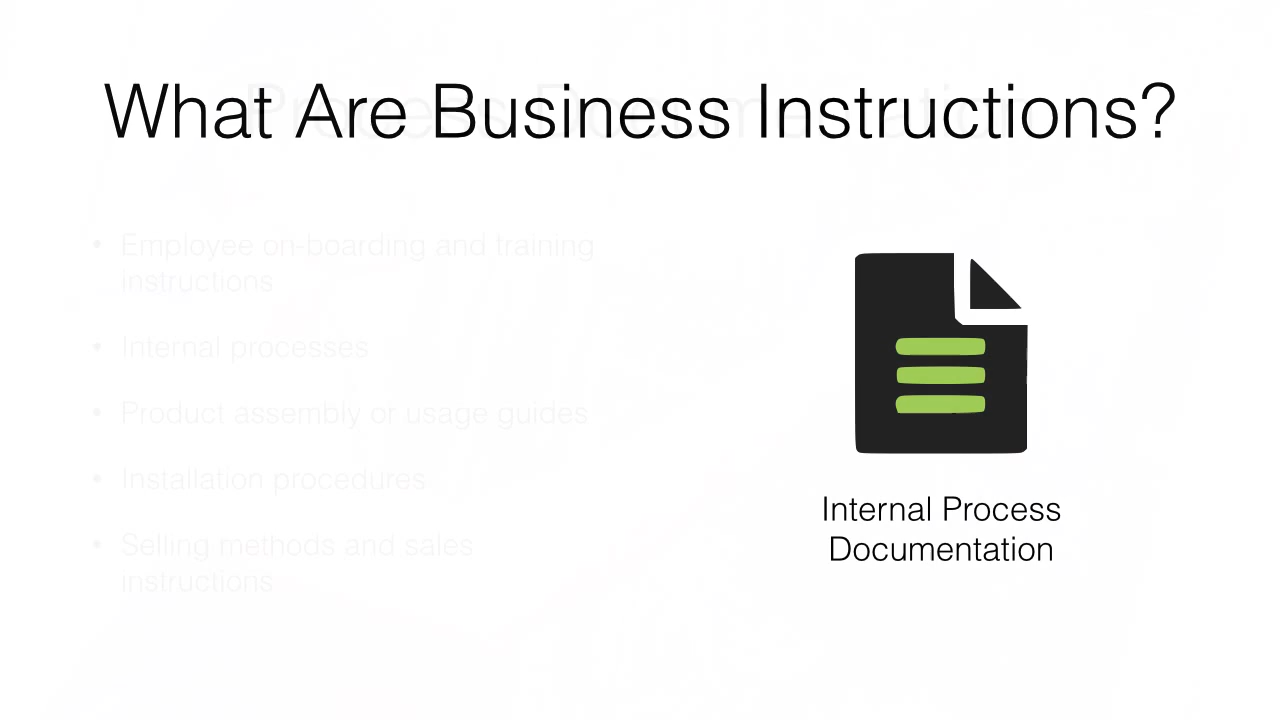 What Are Business Instructions?
• Employee on-boarding and training
instructions
• Internal processes
• Product assembly or usage guides
• Installation procedures
• Selling methods and sales
instructions
Internal Process
Documentation